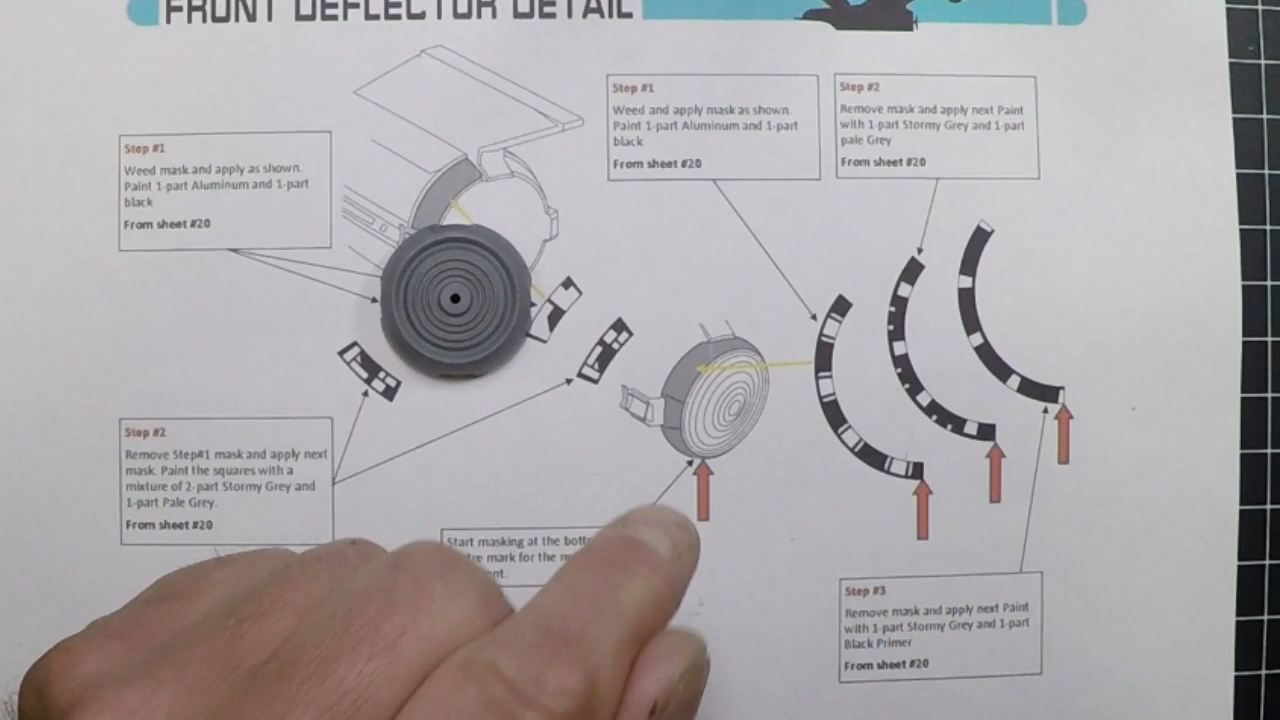 FRONT DEFLECTOR DETAIL
Step #1
Weed mask and apply as shown.
Paint 1-part Aluminum and 1-part
black
From sheet #20
Step #1
Weed and apply mask as shown.
Paint 1-part Aluminum and 1-part
black
From sheet #20
Step #2
Remove mask and apply next Paint
with 1-part Stormy Grey and 1-part
pale Grey
From sheet #20
Step #2
Remove Step#1 mask and apply next
mask. Paint the squares with a
mixture of 2-part Stormy Grey and
1-part Pale Grey.
From sheet #20
Start masking at the
mark for the
Step #3
Remove mask and apply next Paint
with 1-part Stormy Grey and 1-part
Black Primer
From sheet #20